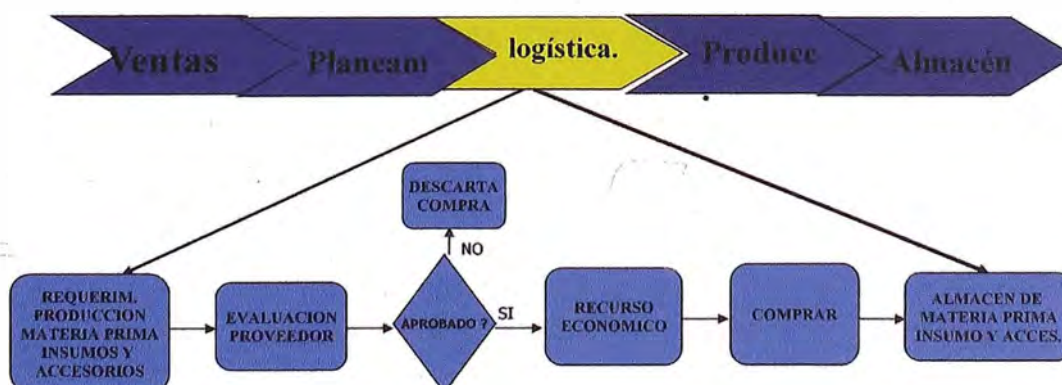 Ventas
Planeam
logística.
Producc
Almacén
DESCARTA
COMPRA
NO
REQUERIM.
PRODUCCION
MATERIA PRIMA
INSUMOS Y
ACCESORIOS
EVALUACION
PROVEEDOR
APROBADO ?
SI
RECURSO
ECONOMICO
COMPRAR
ALMACEN DE
MATERIA PRIMA
INSUMO Y ACCES.